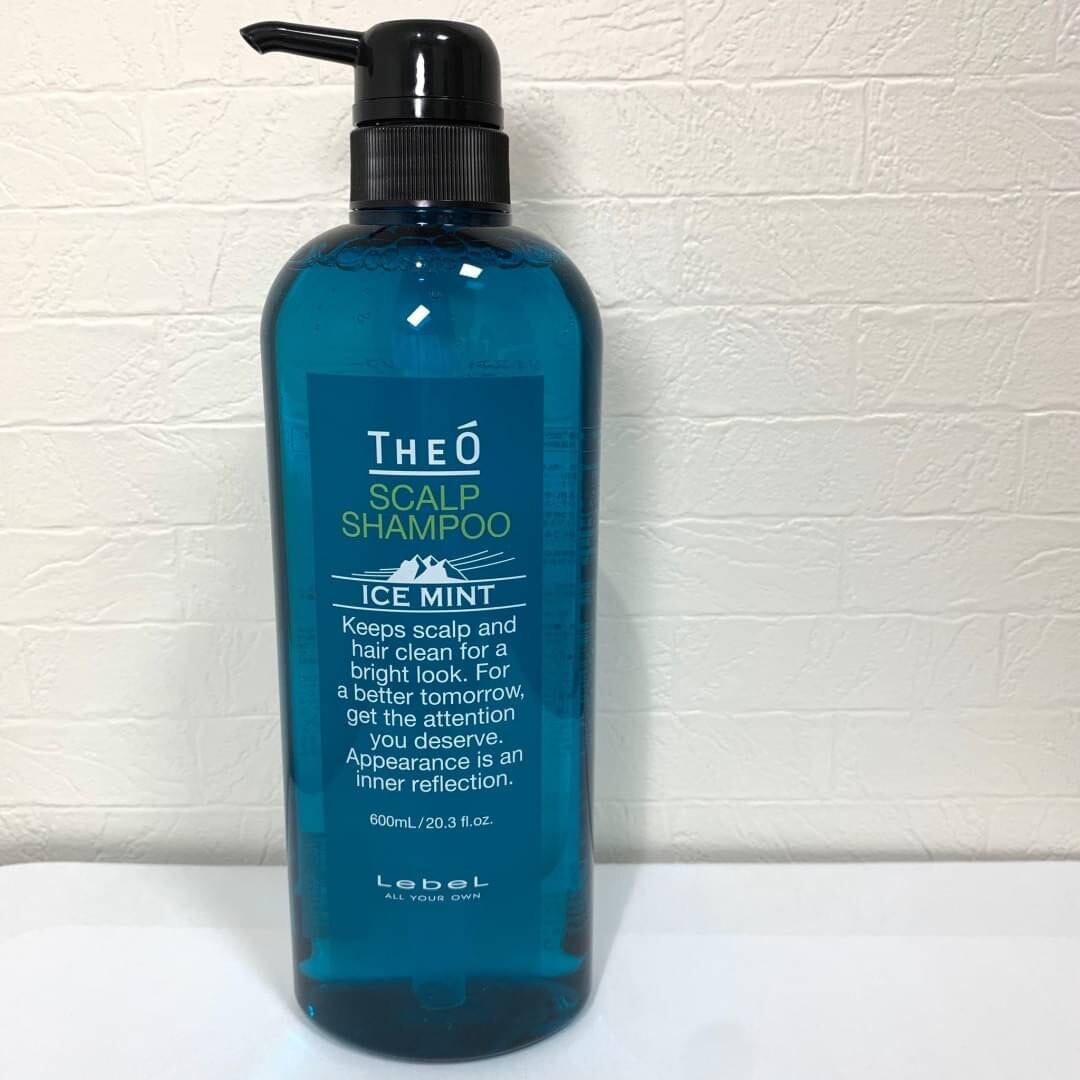 THEÓ
SCALP
SHAMPOO
ICE MINT
Keeps scalp and
hair clean for a
bright look. For
a better tomorrow,
get the attention
you deserve.
Appearance is an
inner reflection.
600mL/20.3 fl.oz.
LebeL
ALL YOUR OWN